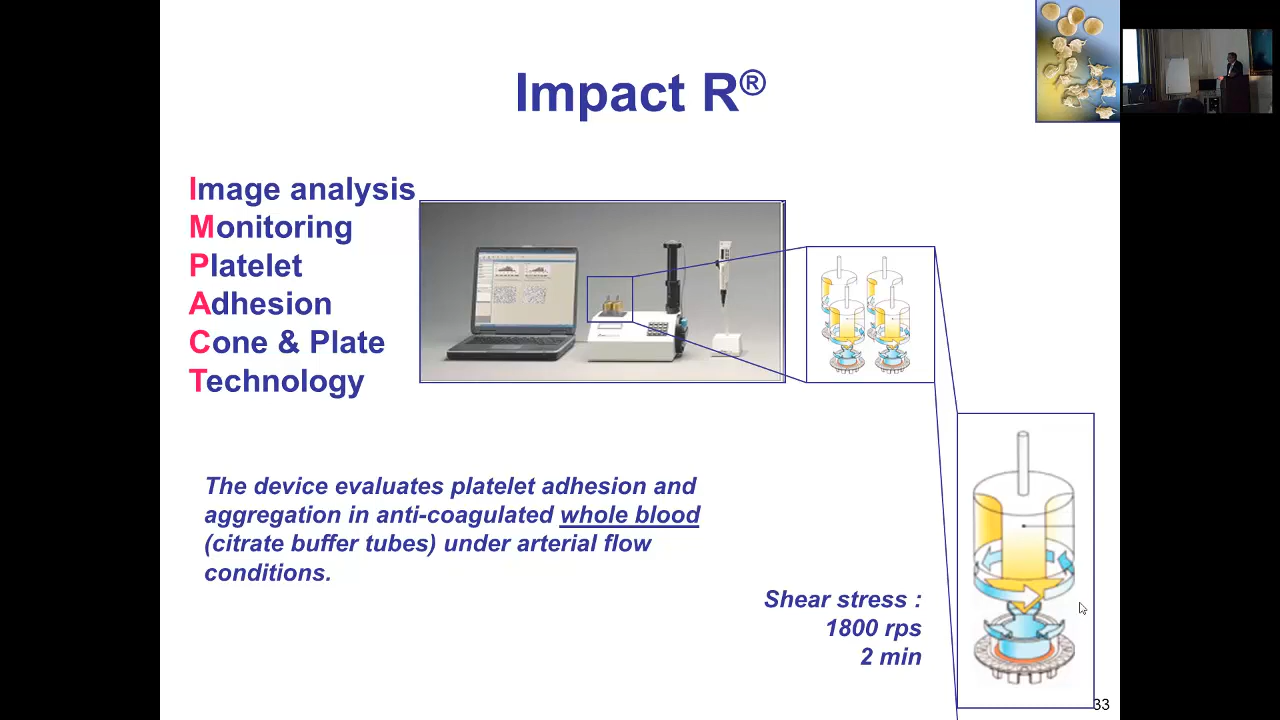 Impact R®
Image analysis
Monitoring
Platelet
Adhesion
Cone & Plate
Technology
The device evaluates platelet adhesion and
aggregation in anti-coagulated whole blood
(citrate buffer tubes) under arterial flow
conditions.
Shear stress :
1800 rps
2 min
33